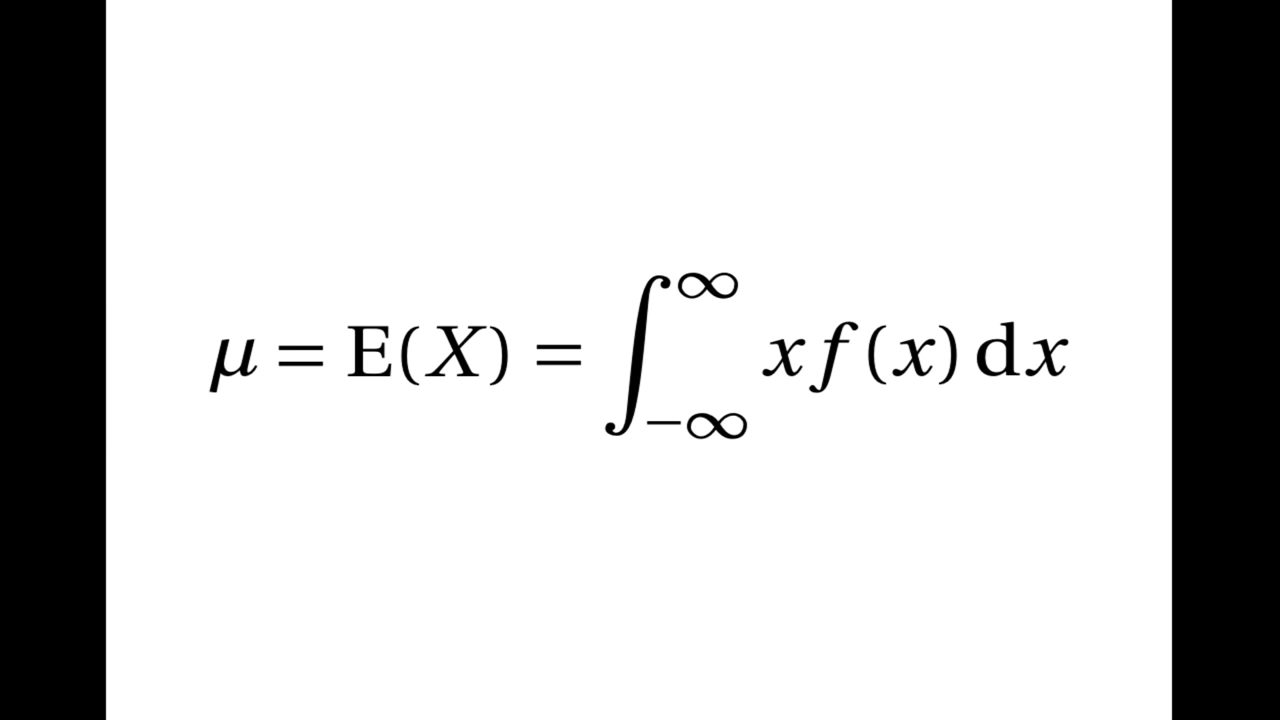 μ = E(X) = ∫_{-∞}^{∞} x f(x) dx